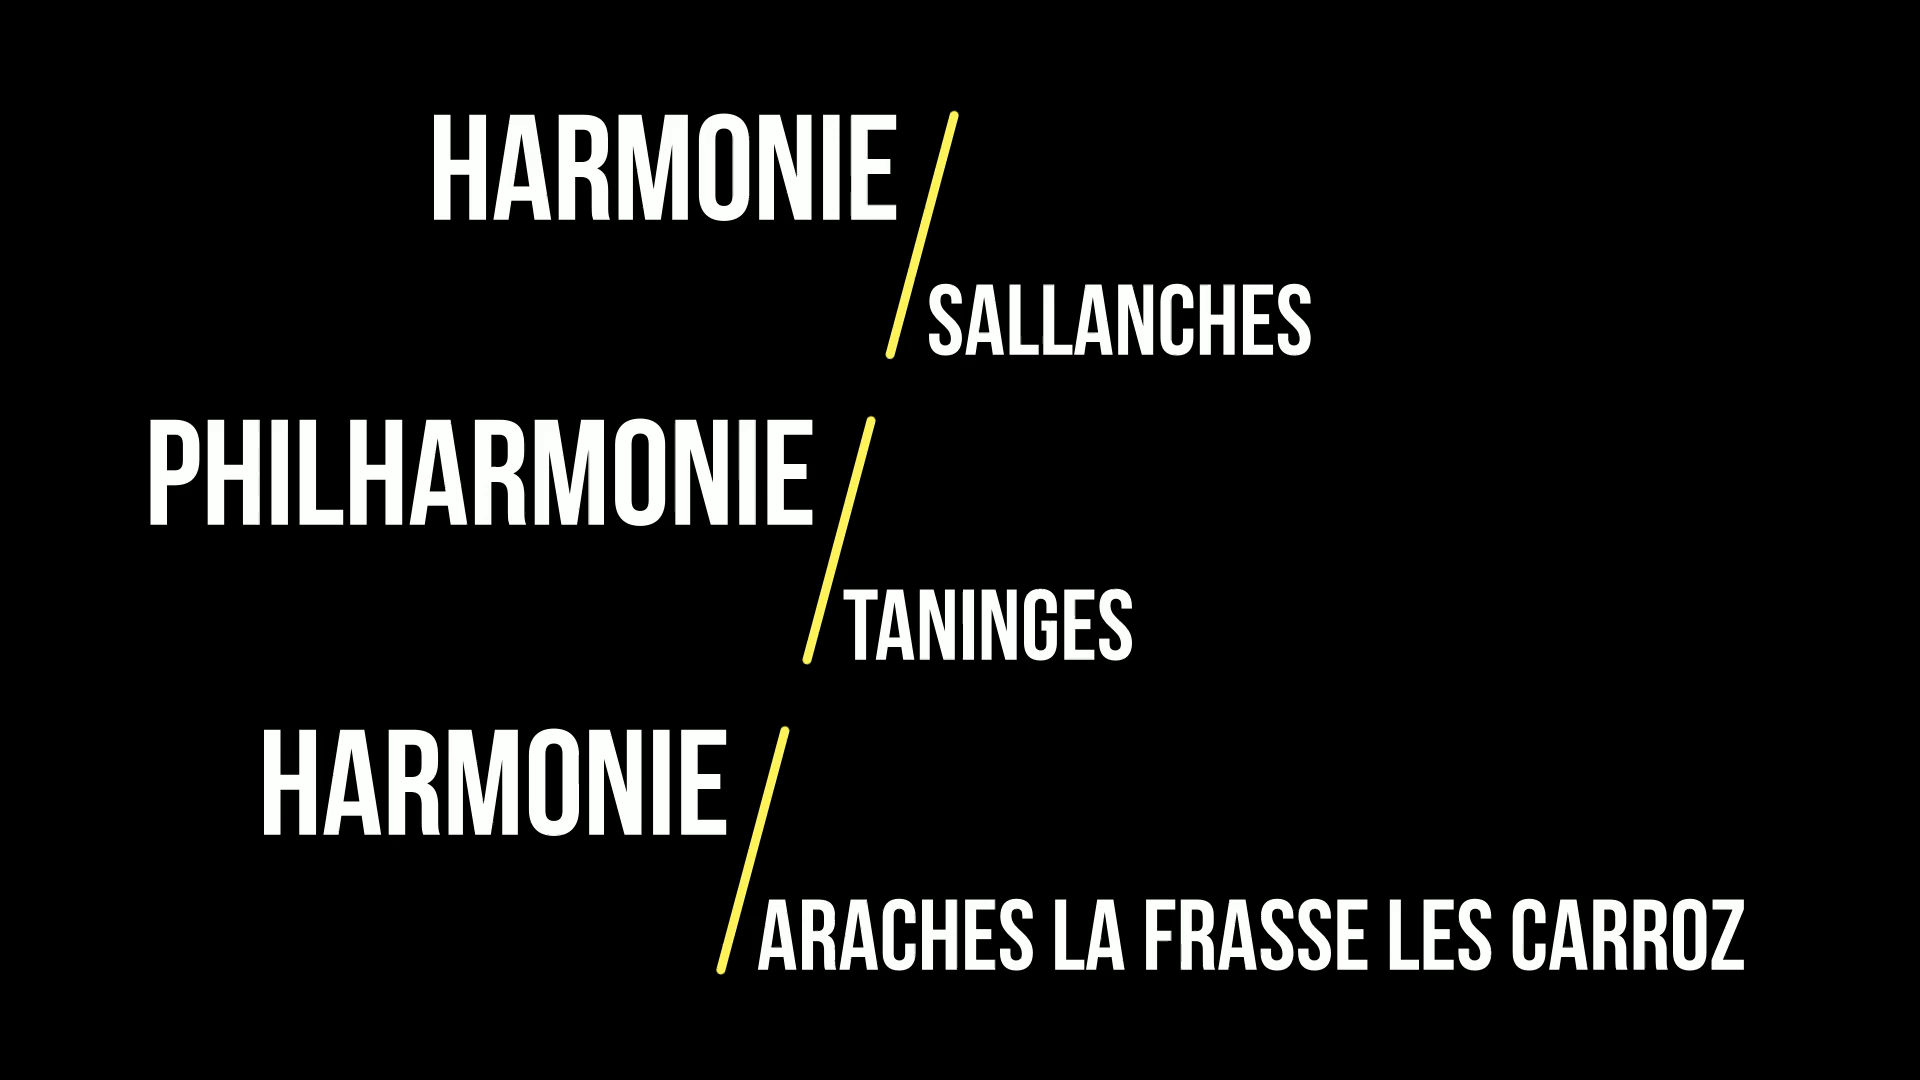 HARMONIE
SALLANCHES
PHILHARMONIE
TANINGES
HARMONIE
ARACHES LA FRASSE LES CARROZ